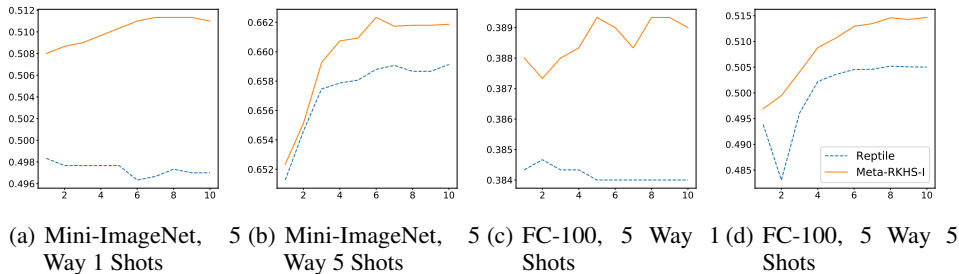 0.512
0.510
0.508
0.506
0.504
0.502
0.500
0.498
0.496
2 4 6 8 10
0.662
0.660
0.658
0.656
0.654
0.652
2 4 6 8 10
0.389
0.388
0.387
0.386
0.385
0.384
2 4 6 8 10
0.515
0.510
0.505
0.500
0.495
0.490
0.485
2 4 6 8 10
Reptile
Meta-RKHS-I
(a) Mini-ImageNet, 5
Way 1 Shots
(b) Mini-ImageNet, 5
Way 5 Shots
(c) FC-100, 5 Way 1
Shots
(d) FC-100, 5 Way 5
Shots